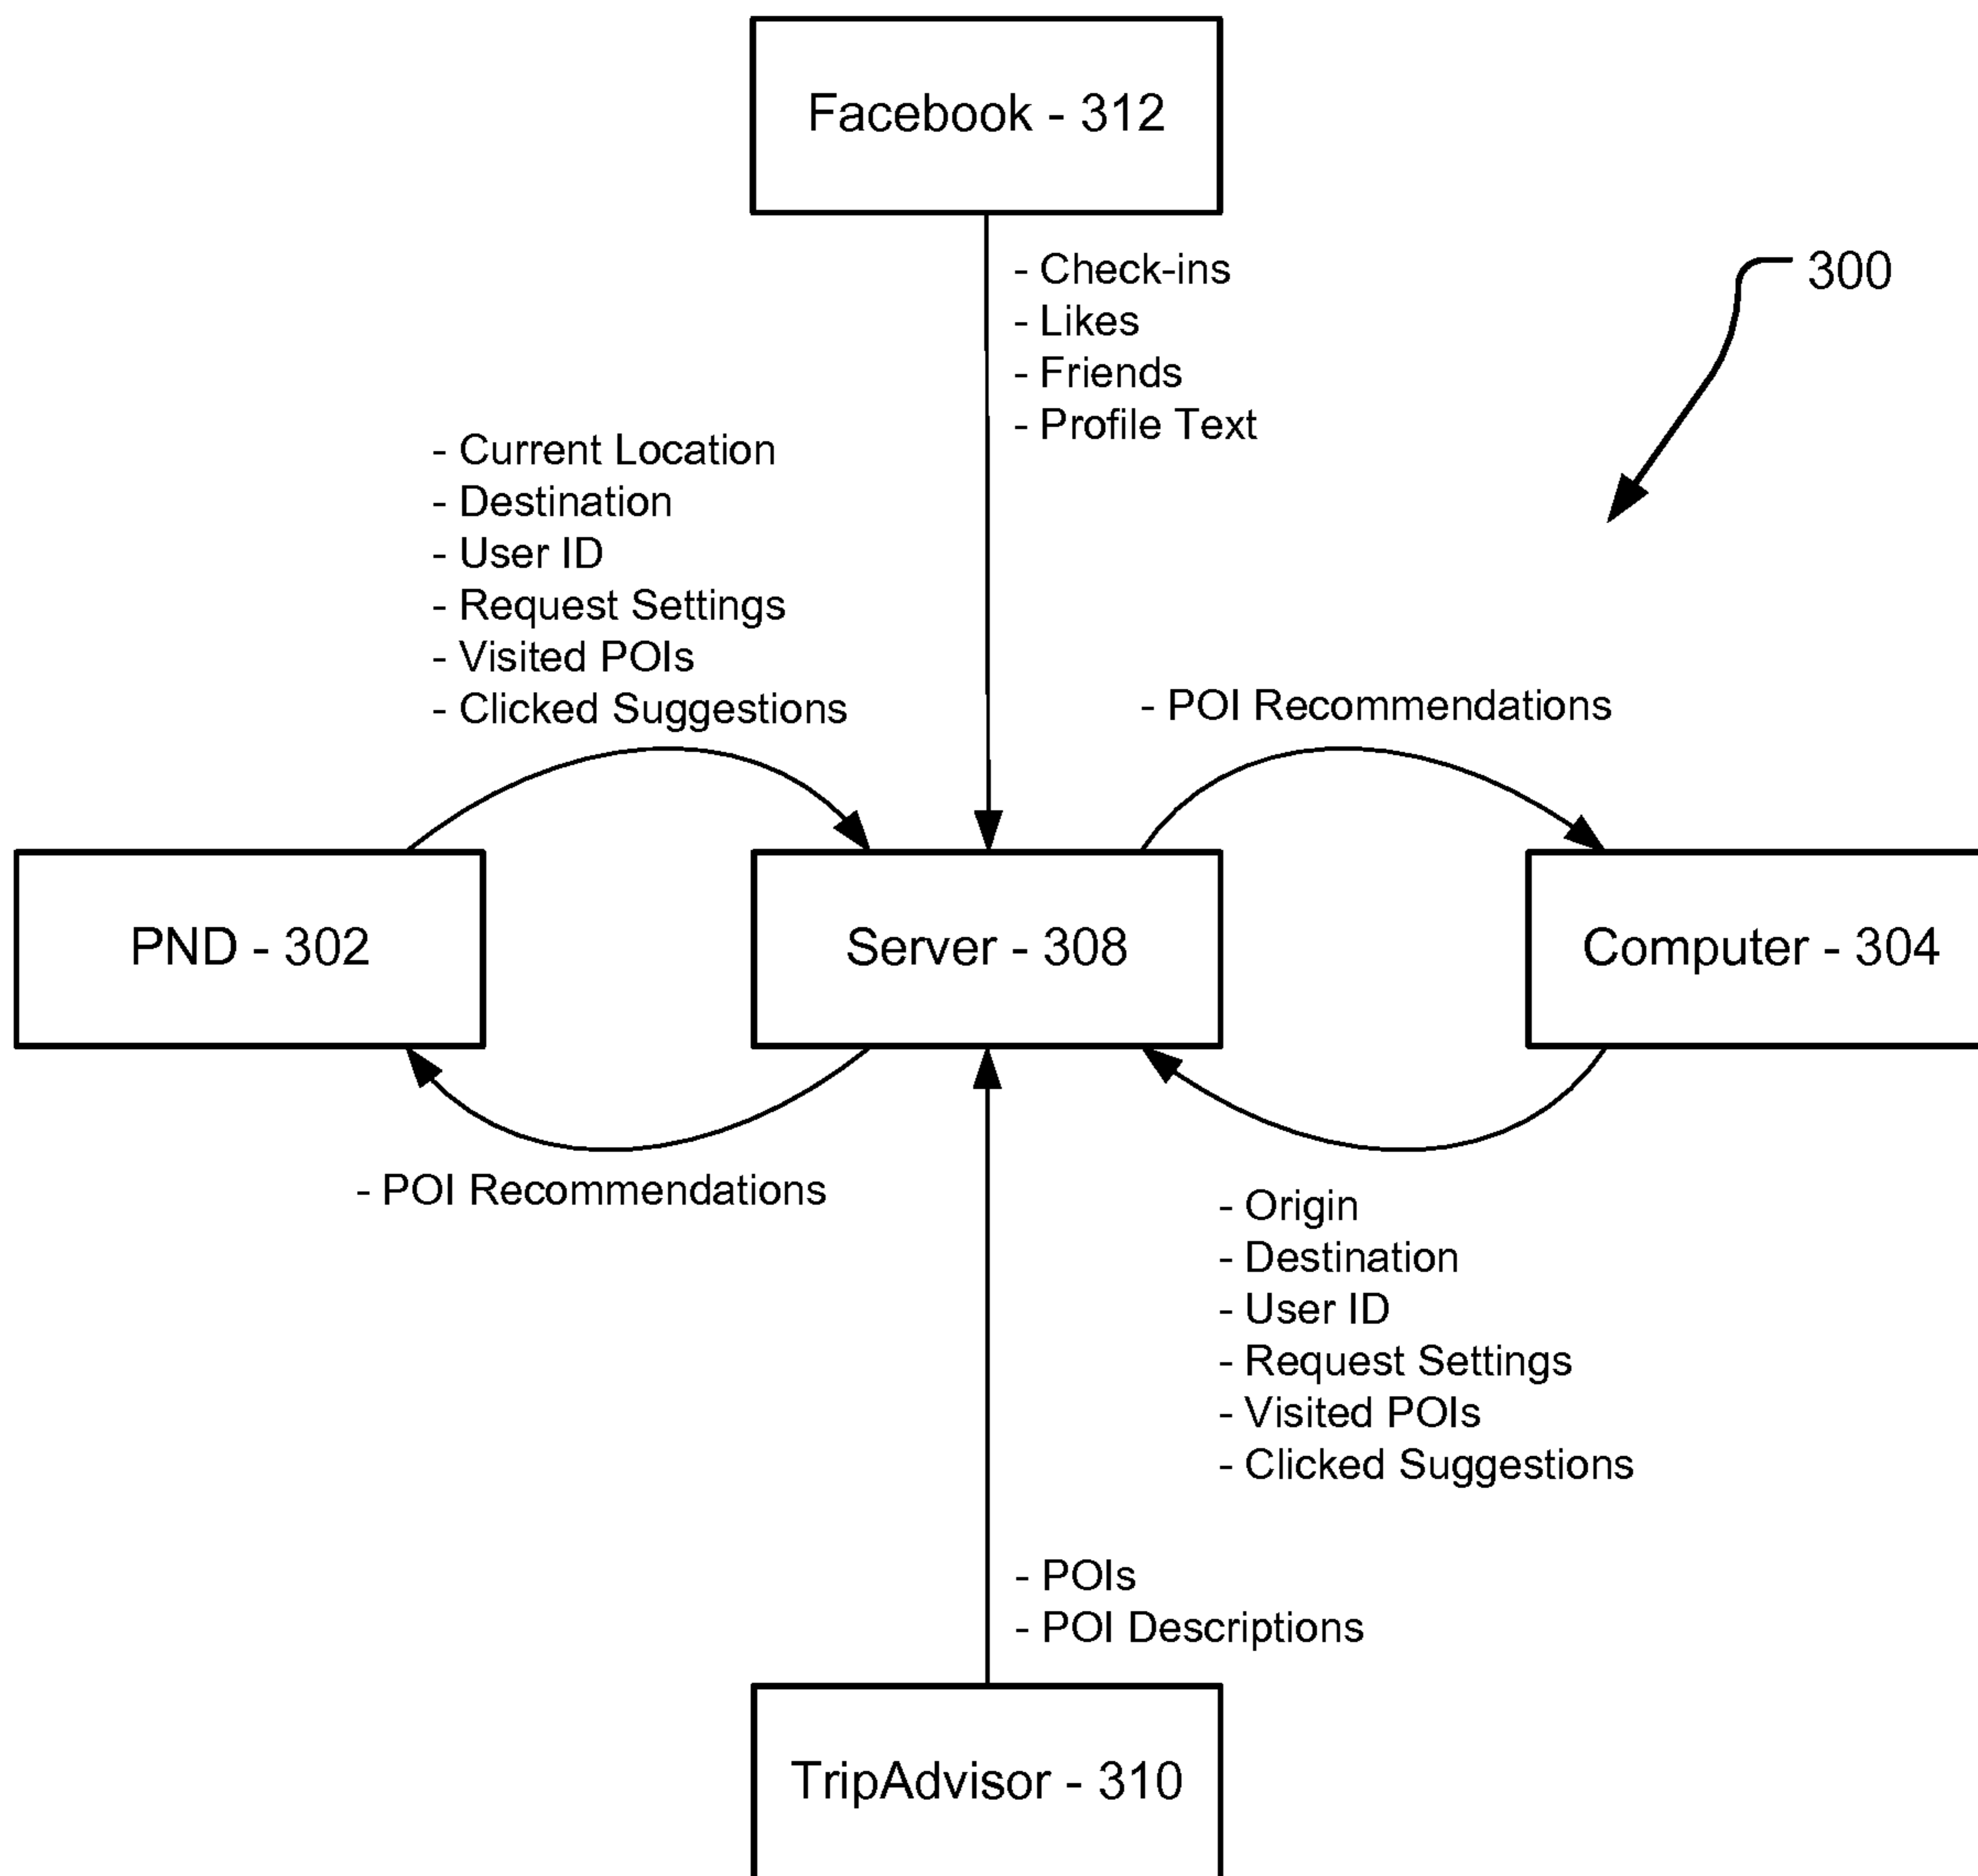 Facebook - 312
- Check-ins
- Likes
- Friends
- Profile Text
300
- Current Location
- Destination
- User ID
- Request Settings
- Visited POIs
- Clicked Suggestions
- POI Recommendations
PND - 302
Server - 308
Computer - 304
- POI Recommendations
- Origin
- Destination
- User ID
- Request Settings
- Visited POIs
- Clicked Suggestions
- POIs
- POI Descriptions
TripAdvisor - 310